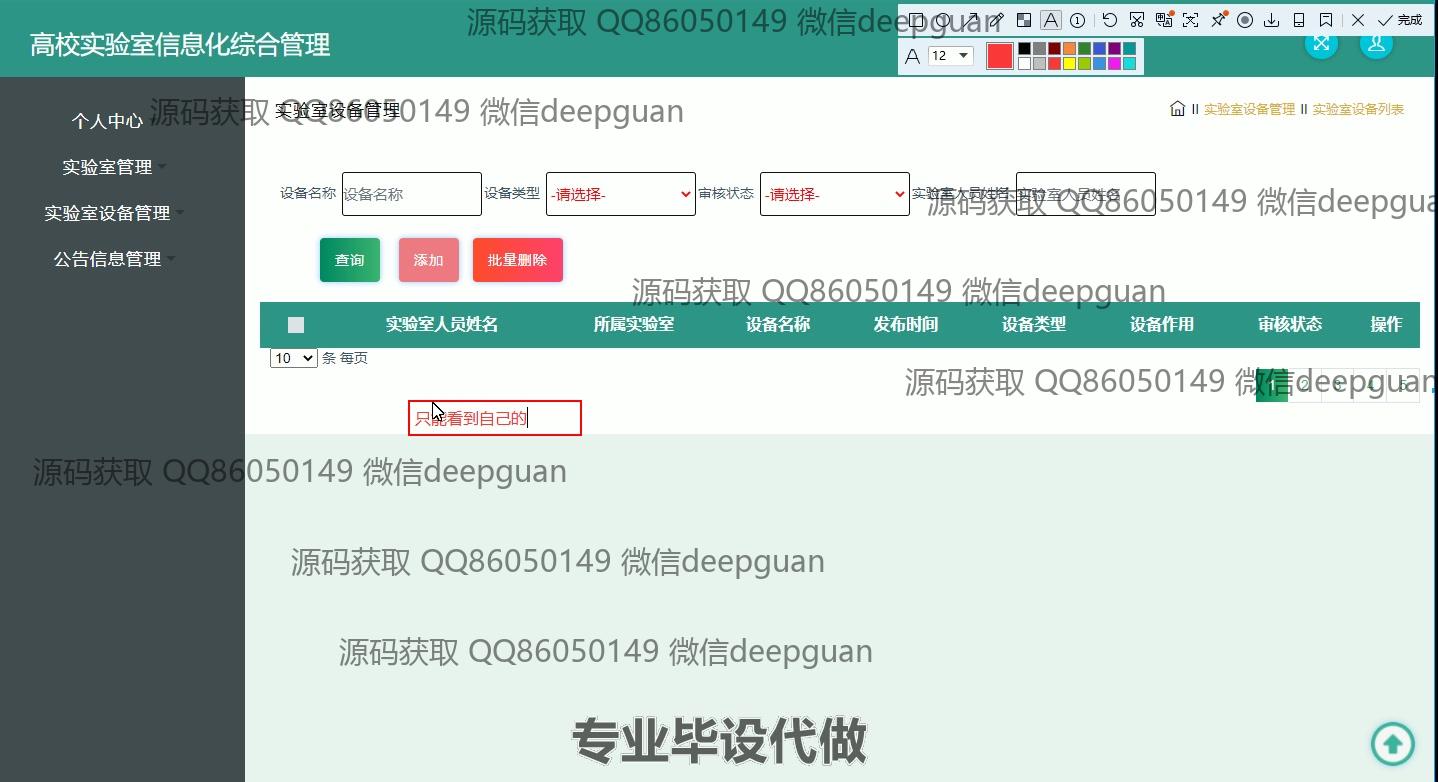 源码获取 QQ86050149 微信deepguan
完成
高校实验室信息化综合管理
A 12
源码获取 QQ86050149 微信deepguan
个人中心
实验室管理
实验室设备管理
公告信息管理
实验室设备管理
实验室设备管理 实验室设备列表
设备名称 设备名称 设备类型 -请选择- 审核状态 -请选择- 实验室人员姓名 实验室人员姓名
源码获取 QQ86050149 微信deepgua
查询 添加 批量删除
源码获取 QQ86050149 微信deepguan
实验室人员姓名 所属实验室 设备名称 发布时间 设备类型 设备作用 审核状态 操作
10 条 每页
源码获取 QQ86050149 微信deepguan
1 2 3 4 5
只能看到自己的
源码获取 QQ86050149 微信deepguan
源码获取 QQ86050149 微信deepguan
源码获取 QQ86050149 微信deepguan
专业毕设代做